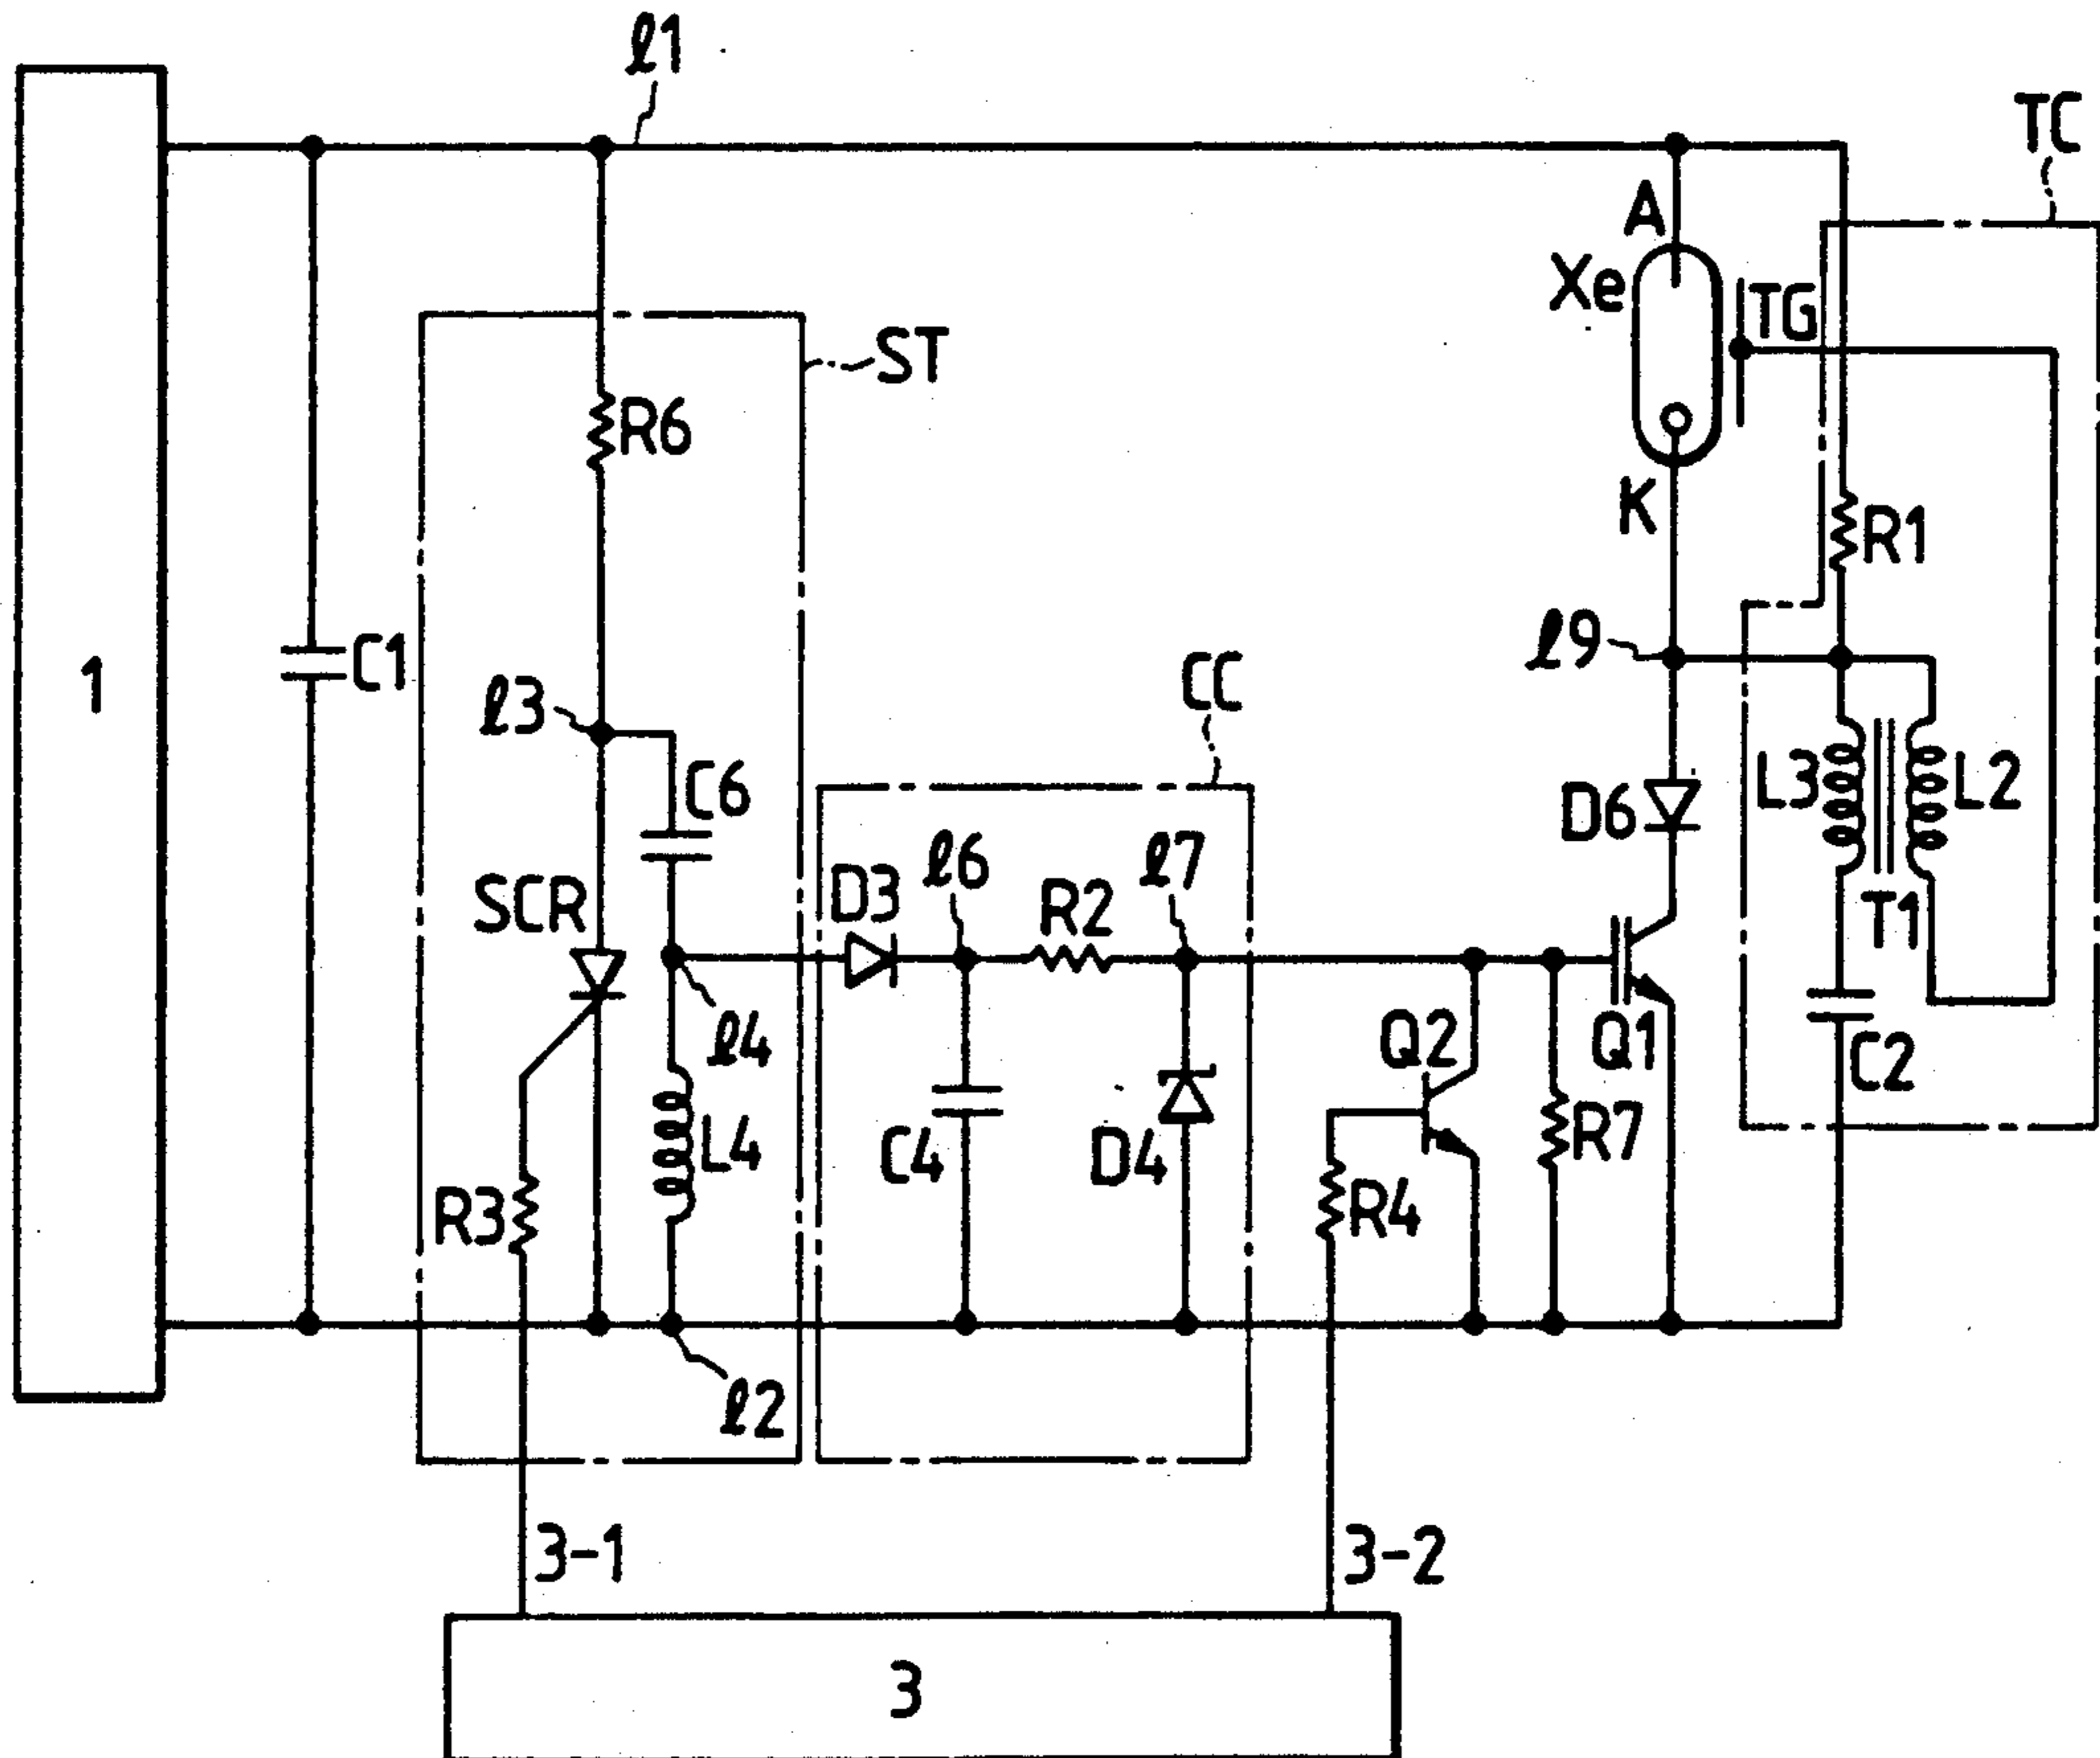 ℓ1
TC
A
Xe
TG
ST
R6
K
R1
ℓ9
1
C1
CC
ℓ3
C6
L3
L2
D6
SCR
D3
ℓ6
R2
ℓ7
T1
ℓ4
Q2
Q1
C2
L4
C4
D4
R7
R3
R4
ℓ2
3-1
3-2
3